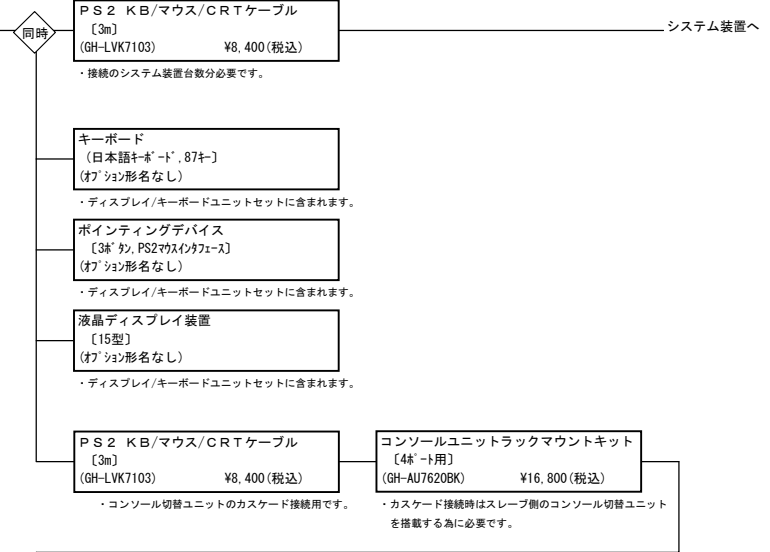 同時
ＰＳ２ ＫＢ/マウス/ＣＲＴケーブル
〔3m〕
(GH-LVK7103) ¥8,400(税込)
システム装置へ
・接続のシステム装置台数分必要です。
キーボード
（日本語ｷｰﾎﾞｰﾄﾞ,87ｷｰ〕
(ｵﾌﾟｼｮﾝ形名なし)
・ディスプレイ/キーボードユニットセットに含まれます。
ポインティングデバイス
〔3ﾎﾞﾀﾝ,PS2ﾏｳｽｲﾝﾀﾌｪｰｽ〕
(ｵﾌﾟｼｮﾝ形名なし)
・ディスプレイ/キーボードユニットセットに含まれます。
液晶ディスプレイ装置
〔15型〕
(ｵﾌﾟｼｮﾝ形名なし)
・ディスプレイ/キーボードユニットセットに含まれます。
ＰＳ２ ＫＢ/マウス/ＣＲＴケーブル
〔3m〕
(GH-LVK7103) ¥8,400(税込)
・コンソール切替ユニットのカスケード接続用です。
コンソールユニットラックマウントキット
〔4ﾎﾟｰﾄ用〕
(GH-AU7620BK) ¥16,800(税込)
・カスケード接続時はスレーブ側のコンソール切替ユニット
を搭載する為に必要です。